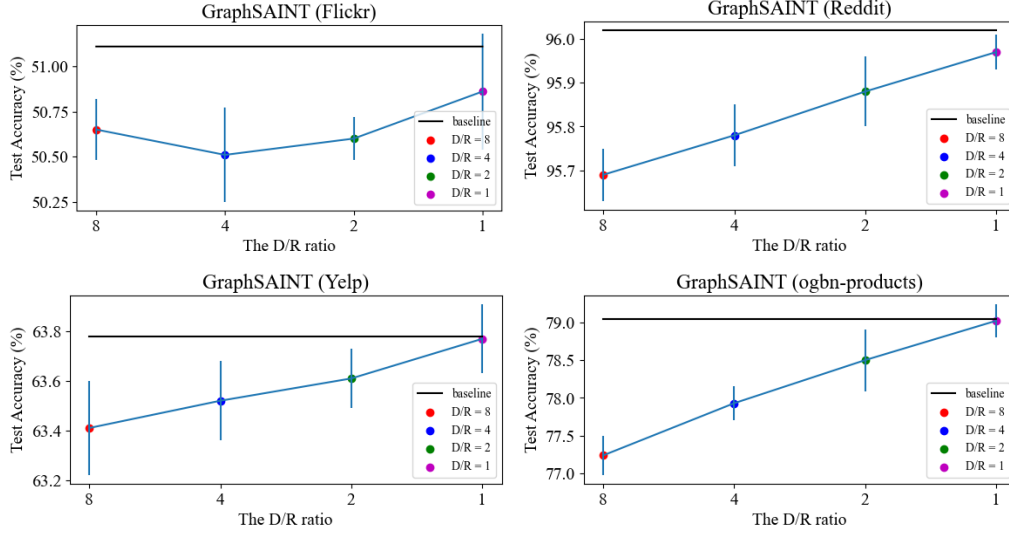 GraphSAINT (Flickr)
Test Accuracy (%)
51.00
50.75
50.50
50.25
baseline
D/R = 8
D/R = 4
D/R = 2
D/R = 1
8
4
2
1
The D/R ratio
GraphSAINT (Reddit)
Test Accuracy (%)
96.0
95.9
95.8
95.7
baseline
D/R = 8
D/R = 4
D/R = 2
D/R = 1
8
4
2
1
The D/R ratio
GraphSAINT (Yelp)
Test Accuracy (%)
63.8
63.6
63.4
63.2
baseline
D/R = 8
D/R = 4
D/R = 2
D/R = 1
8
4
2
1
The D/R ratio
GraphSAINT (ogbn-products)
Test Accuracy (%)
79.0
78.5
78.0
77.5
77.0
baseline
D/R = 8
D/R = 4
D/R = 2
D/R = 1
8
4
2
1
The D/R ratio